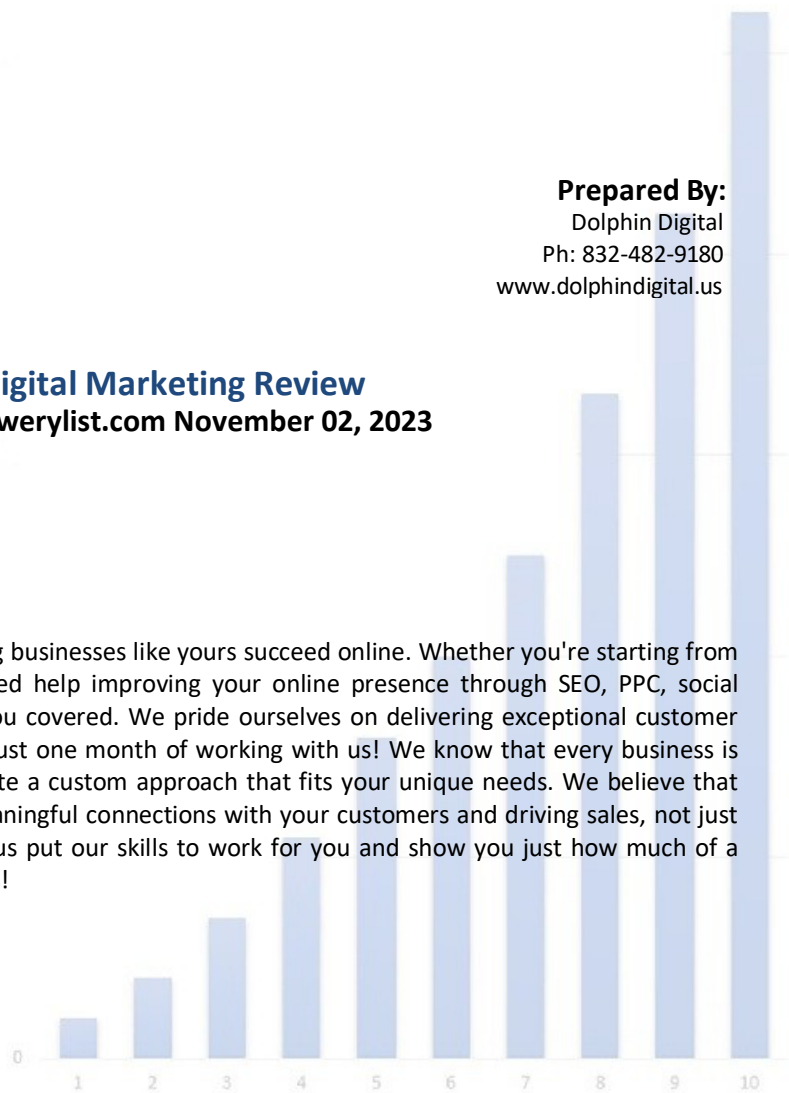 Prepared By:
Dolphin Digital
Ph: 832-482-9180
www.dolphindigital.us
igital Marketing Review
werylist.com November 02, 2023
g businesses like yours succeed online. Whether you're starting from
ed help improving your online presence through SEO, PPC, social
ou covered. We pride ourselves on delivering exceptional customer
ust one month of working with us! We know that every business is
te a custom approach that fits your unique needs. We believe that
aningful connections with your customers and driving sales, not just
us put our skills to work for you and show you just how much of a
!
0
1 2 3 4 5 6 7 8 9 10